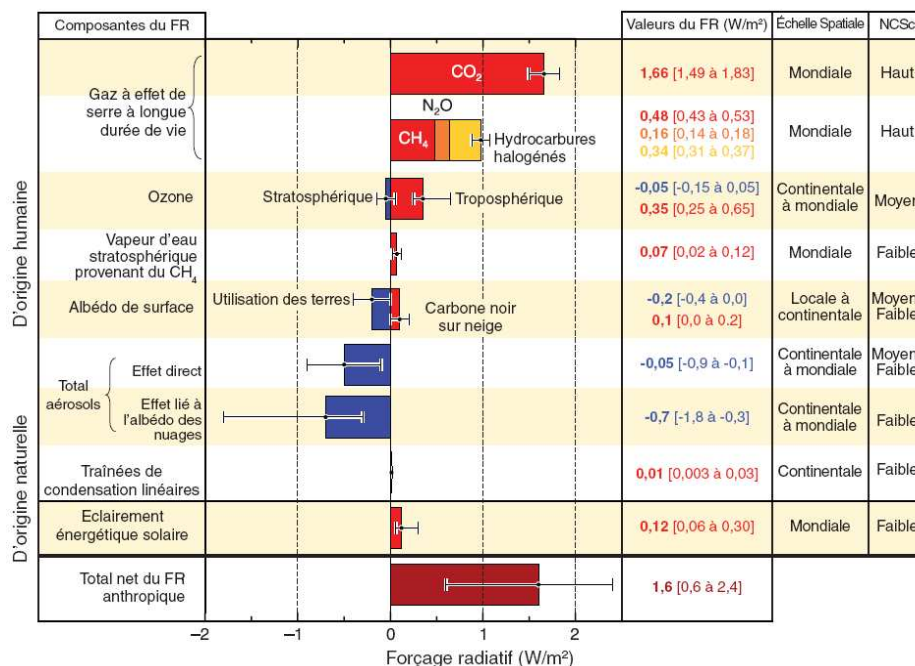 Composantes du FR
Valeurs du FR (W/m²)
Échelle Spatiale
NCSc
D'origine humaine
D'origine naturelle
Gaz à effet de
serre à longue
durée de vie
CO₂
1,66 [1,49 à 1,83]
Mondiale
Haut
N₂O
CH₄
Hydrocarbures
halogénés
0,48 [0,43 à 0,53]
0,16 [0,14 à 0,18]
0,34 [0,31 à 0,37]
Mondiale
Haut
Ozone
Stratosphérique
Troposphérique
-0,05 [-0,15 à 0,05]
0,35 [0,25 à 0,65]
Continentale
à mondiale
Moyen
Vapeur d'eau
stratosphérique
provenant du CH₄
0,07 [0,02 à 0,12]
Mondiale
Faible
Albédo de surface
Utilisation des terres
Carbone noir
sur neige
-0,2 [-0,4 à 0,0]
0,1 [0,0 à 0.2]
Locale à
continentale
Moyen
Faible
Total
aérosols
Effet direct
-0,05 [-0,9 à -0,1]
Continentale
à mondiale
Moyen
Faible
Effet lié à
l'albédo des
nuages
-0,7 [-1,8 à -0,3]
Continentale
à mondiale
Faible
Traînées de
condensation linéaires
0,01 [0,003 à 0,03]
Continentale
Faible
Eclairement
énergétique solaire
0,12 [0,06 à 0,30]
Mondiale
Faible
Total net du FR
anthropique
1,6 [0,6 à 2,4]
−2 −1 0 1 2
Forçage radiatif (W/m²)